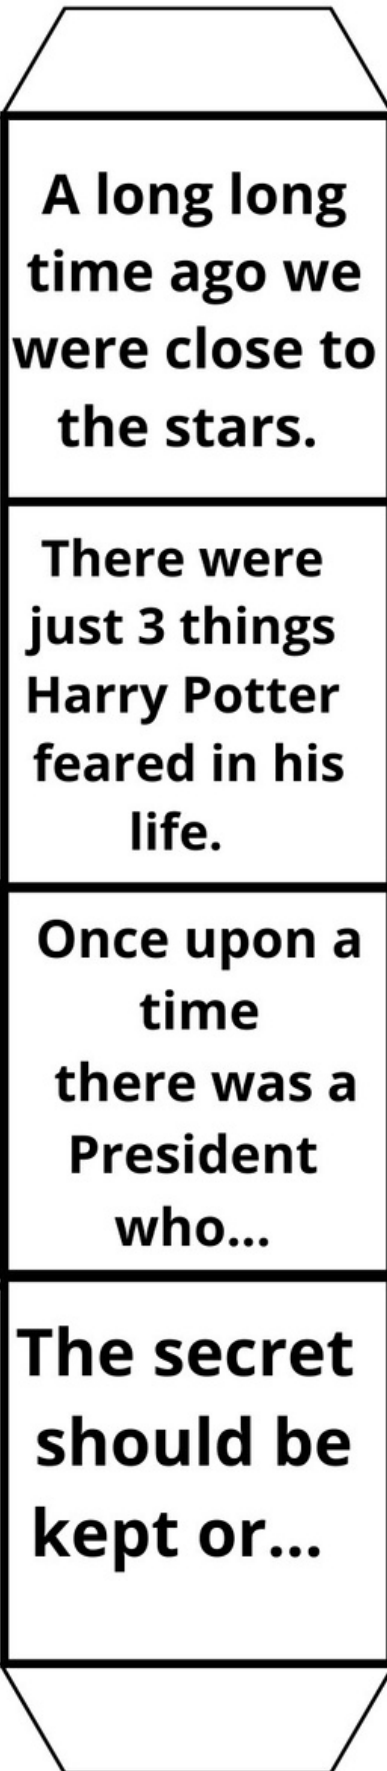 A long long
time ago we
were close to
the stars.
There were
just 3 things
Harry Potter
feared in his
life.
Once upon a
time
there was a
President
who...
The secret
should be
kept or...